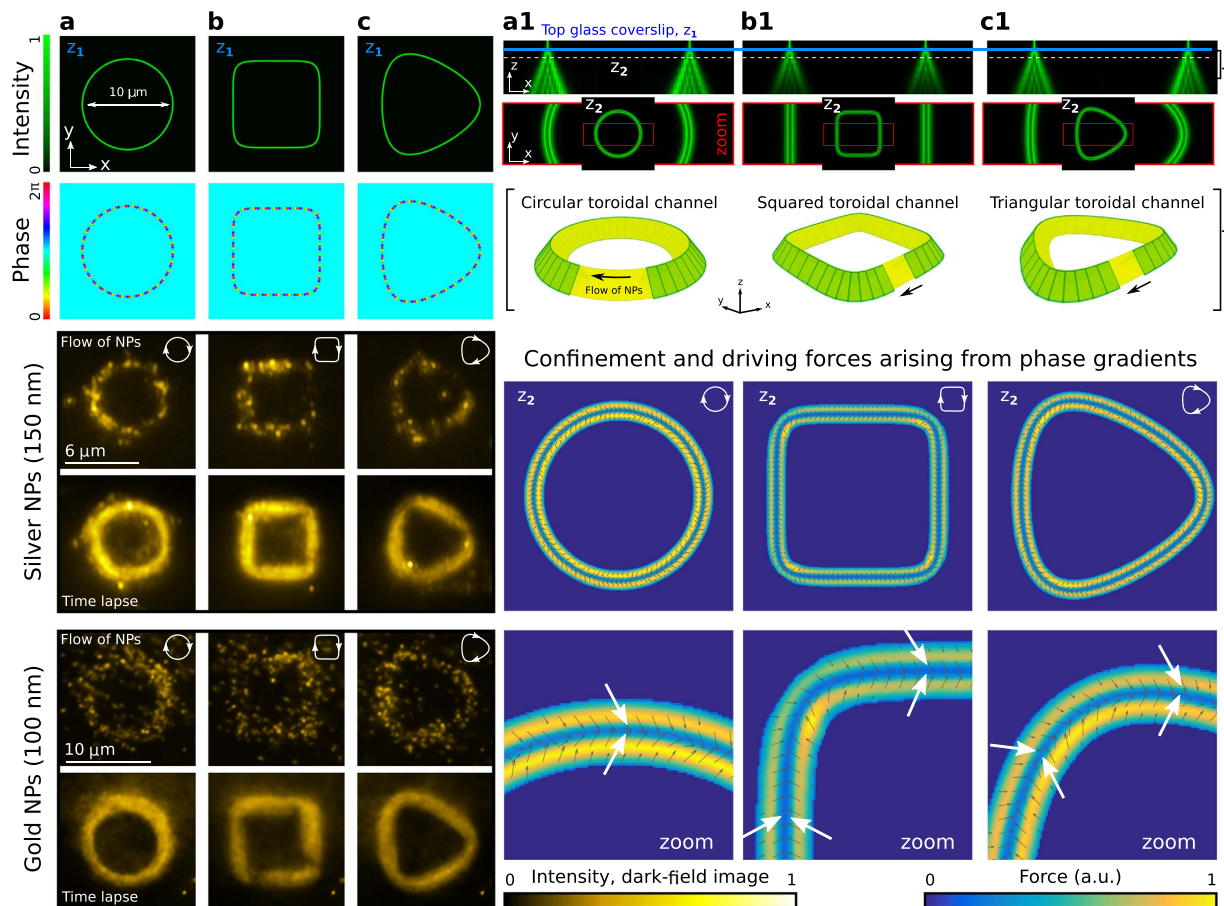 a
b
c
a1
b1
c1
Top glass coverslip, z1
Intensity
1
0
z1
z1
z1
10 µm
y
x
z
x
z2
y
x
z2
z2
z2
zoom
Phase
2π
0
Circular toroidal channel
Squared toroidal channel
Triangular toroidal channel
Flow of NPs
z
y
x
Silver NPs (150 nm)
Flow of NPs
6 µm
Time lapse
Confinement and driving forces arising from phase gradients
z2
z2
z2
Gold NPs (100 nm)
Flow of NPs
10 µm
Time lapse
zoom
zoom
zoom
0 Intensity, dark-field image 1
0 Force (a.u.) 1